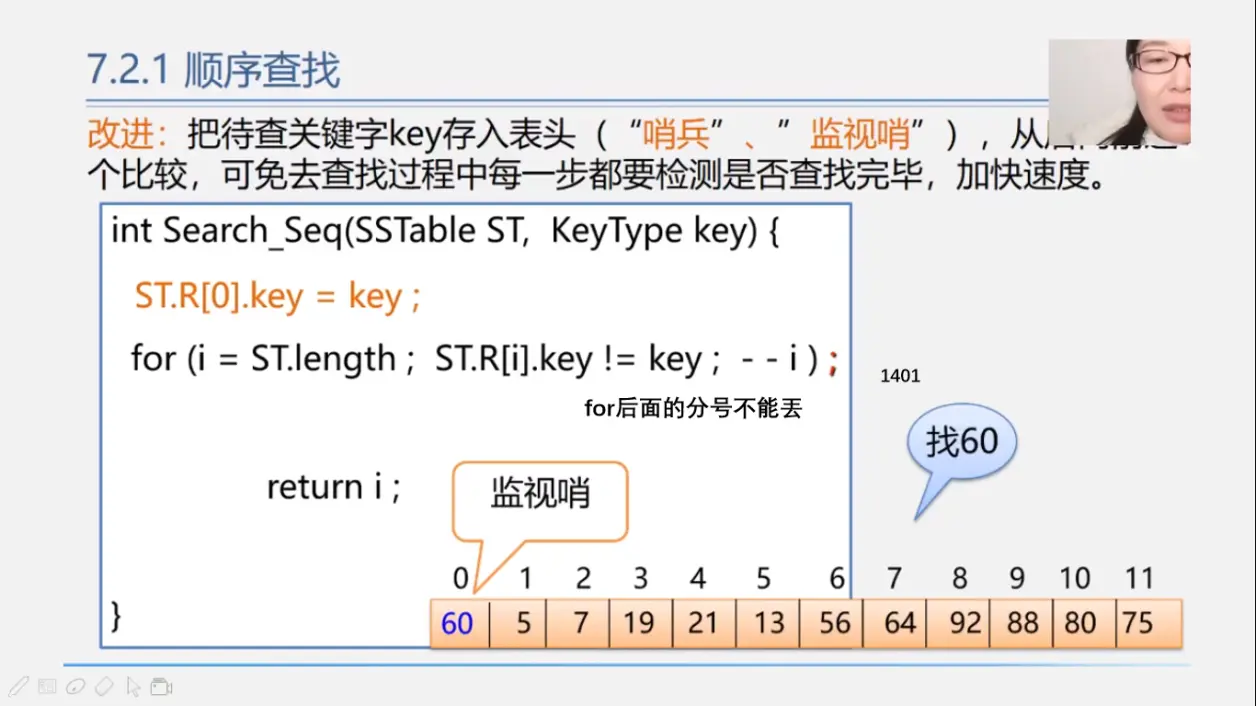 7.2.1 顺序查找
改进：把待查关键字key存入表头（“哨兵”、”监视哨”），从
个比较，可免去查找过程中每一步都要检测是否查找完毕，加快速度。
int Search_Seq(SSTable ST, KeyType key) {
ST.R[0].key = key ;
for (i = ST.length ; ST.R[i].key != key ; - - i ) ;
1401
for后面的分号不能丢
找60
return i ;
监视哨
0 1 2 3 4 5 6 7 8 9 10 11
}
60 5 7 19 21 13 56 64 92 88 80 75